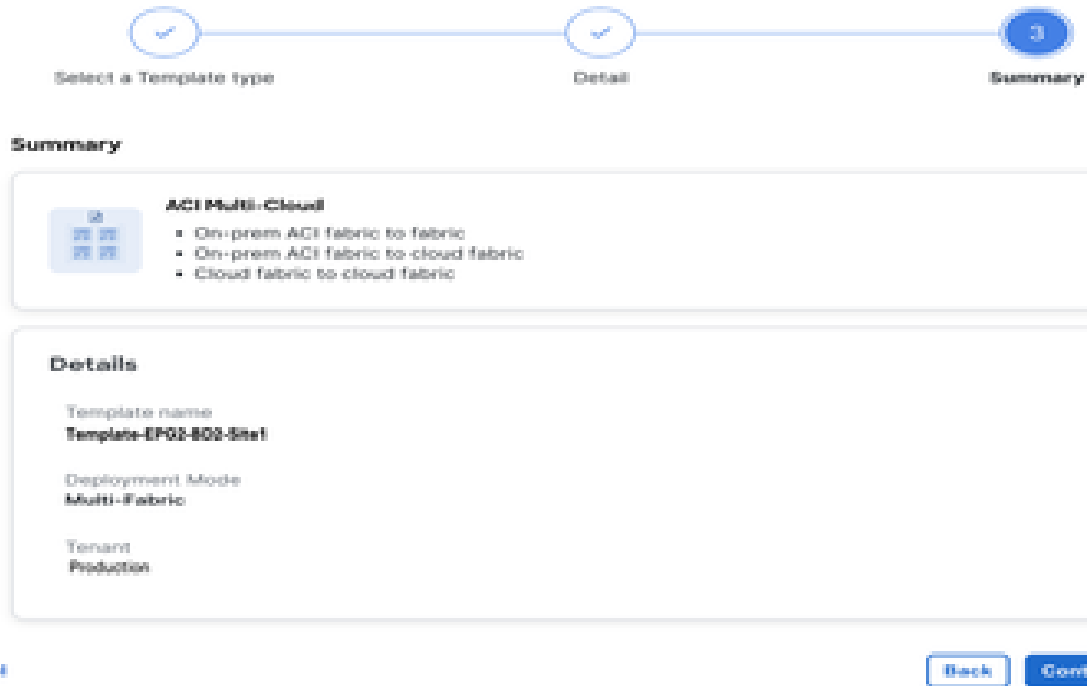 3
Select a Template type
Detail
Summary
Summary
ACI Multi-Cloud
• On-prem ACI fabric to fabric
• On-prem ACI fabric to cloud fabric
• Cloud fabric to cloud fabric
Details
Template name
Template-EPG2-BD2-Site1
Deployment Mode
Multi-Fabric
Tenant
Production
Back
Cont